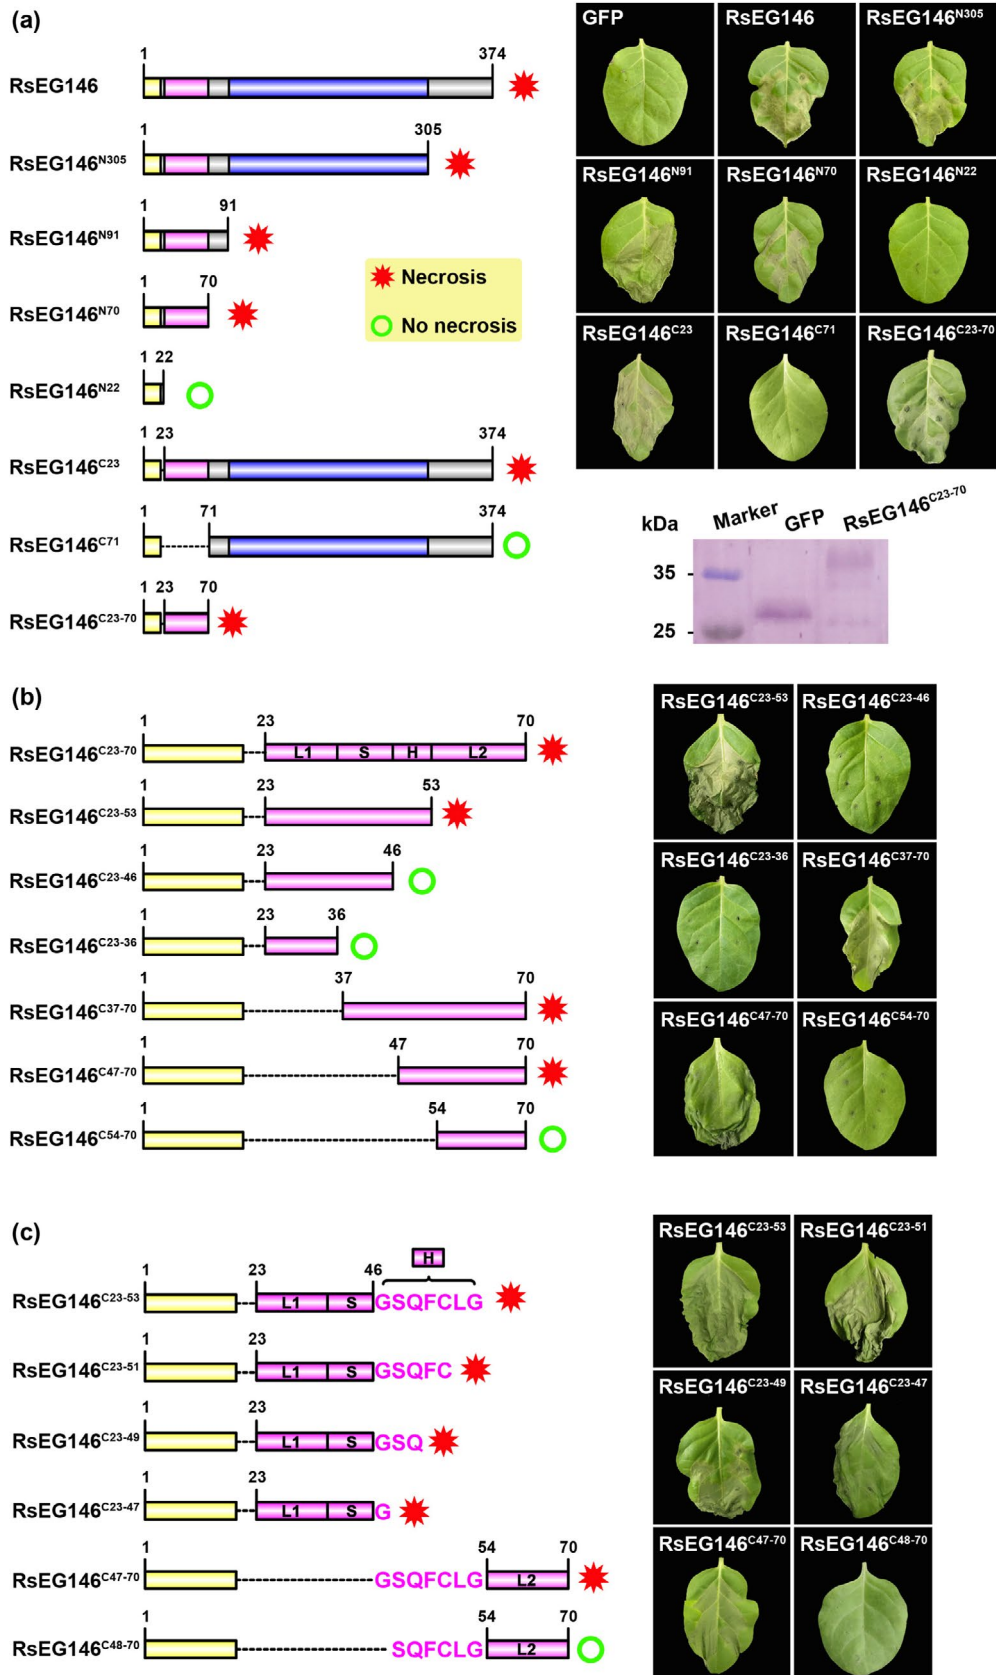 (a)
1 374
RsEG146
1 305
RsEG146N305
1 91
RsEG146N91
1 70
RsEG146N70
1 22
RsEG146N22
1 23 374
RsEG146C23
1 71 374
RsEG146C71
1 23 70
RsEG146C23-70
Necrosis
No necrosis
GFP RsEG146 RsEG146N305
RsEG146N91 RsEG146N70 RsEG146N22
RsEG146C23 RsEG146C71 RsEG146C23-70
kDa Marker GFP RsEG146C23-70
35 -
25 -
(b)
1 23 70
RsEG146C23-70 L1 S H L2
1 23 53
RsEG146C23-53
1 23 46
RsEG146C23-46
1 23 36
RsEG146C23-36
1 37 70
RsEG146C37-70
1 47 70
RsEG146C47-70
1 54 70
RsEG146C54-70
RsEG146C23-53 RsEG146C23-46
RsEG146C23-36 RsEG146C37-70
RsEG146C47-70 RsEG146C54-70
(c)
H
1 23 46
RsEG146C23-53 L1 S GSQFCLG
1 23
RsEG146C23-51 L1 S GSQFC
1 23
RsEG146C23-49 L1 S GSQ
1 23
RsEG146C23-47 L1 S G
1 54 70
RsEG146C47-70 GSQFCLG L2
1 54 70
RsEG146C48-70 SQFCLG L2
RsEG146C23-53 RsEG146C23-51
RsEG146C23-49 RsEG146C23-47
RsEG146C47-70 RsEG146C48-70